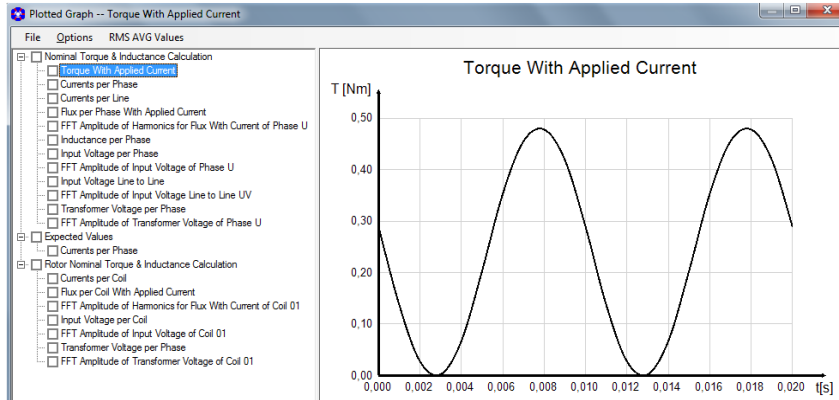 Plotted Graph -- Torque With Applied Current
File Options RMS AVG Values
Nominal Torque & Inductance Calculation
Torque With Applied Current
Currents per Phase
Currents per Line
Flux per Phase With Applied Current
FFT Amplitude of Harmonics for Flux With Current of Phase U
Inductance per Phase
Input Voltage per Phase
FFT Amplitude of Input Voltage of Phase U
Input Voltage Line to Line
FFT Amplitude of Input Voltage Line to Line UV
Transformer Voltage per Phase
FFT Amplitude of Transformer Voltage of Phase U
Expected Values
Currents per Phase
Rotor Nominal Torque & Inductance Calculation
Currents per Coil
Flux per Coil With Applied Current
FFT Amplitude of Harmonics for Flux With Current of Coil 01
Input Voltage per Coil
FFT Amplitude of Input Voltage of Coil 01
Transformer Voltage per Phase
FFT Amplitude of Transformer Voltage of Coil 01
Torque With Applied Current
T [Nm]
0,50
0,40
0,30
0,20
0,10
0,00
0,000 0,002 0,004 0,006 0,008 0,010 0,012 0,014 0,016 0,018 0,020 t[s]